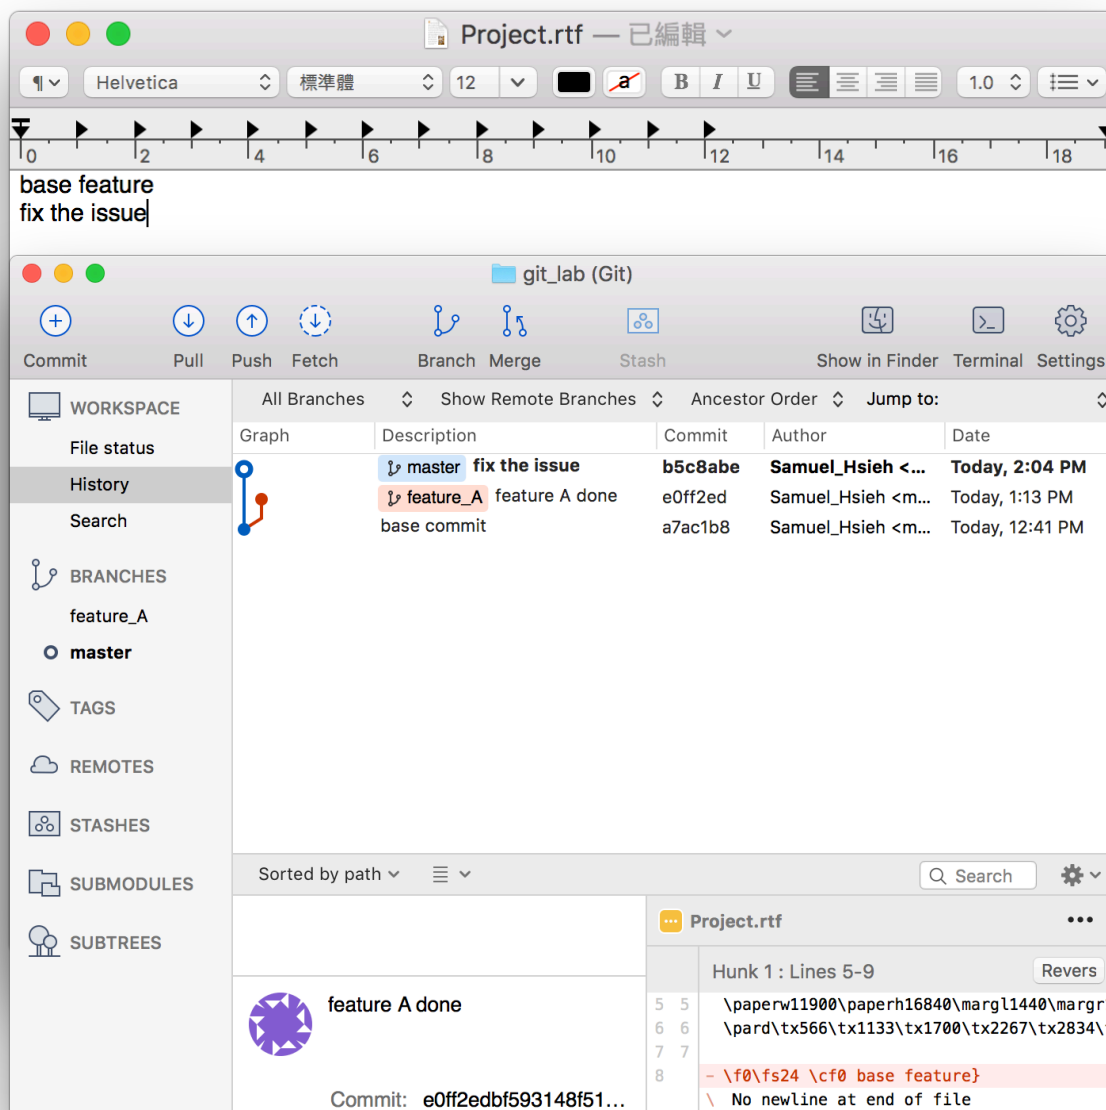 Project.rtf — 已編輯
¶ Helvetica 標準體 12 a B I U 1.0
0 2 4 6 8 10 12 14 16 18
base feature
fix the issue
git_lab (Git)
Commit Pull Push Fetch Branch Merge Stash Show in Finder Terminal Settings
WORKSPACE
File status
History
Search
BRANCHES
feature_A
master
TAGS
REMOTES
STASHES
SUBMODULES
SUBTREES
All Branches Show Remote Branches Ancestor Order Jump to:
Graph Description Commit Author Date
master fix the issue b5c8abe Samuel_Hsieh <... Today, 2:04 PM
feature_A feature A done e0ff2ed Samuel_Hsieh <m... Today, 1:13 PM
base commit a7ac1b8 Samuel_Hsieh <m... Today, 12:41 PM
Sorted by path Search
feature A done
Commit: e0ff2edbf593148f51...
Project.rtf
Hunk 1 : Lines 5-9 Revers
5 5 \paperw11900\paperh16840\margl1440\margr
6 6 \pard\tx566\tx1133\tx1700\tx2267\tx2834\
7 7
8 - \f0\fs24 \cf0 base feature}
\ No newline at end of file